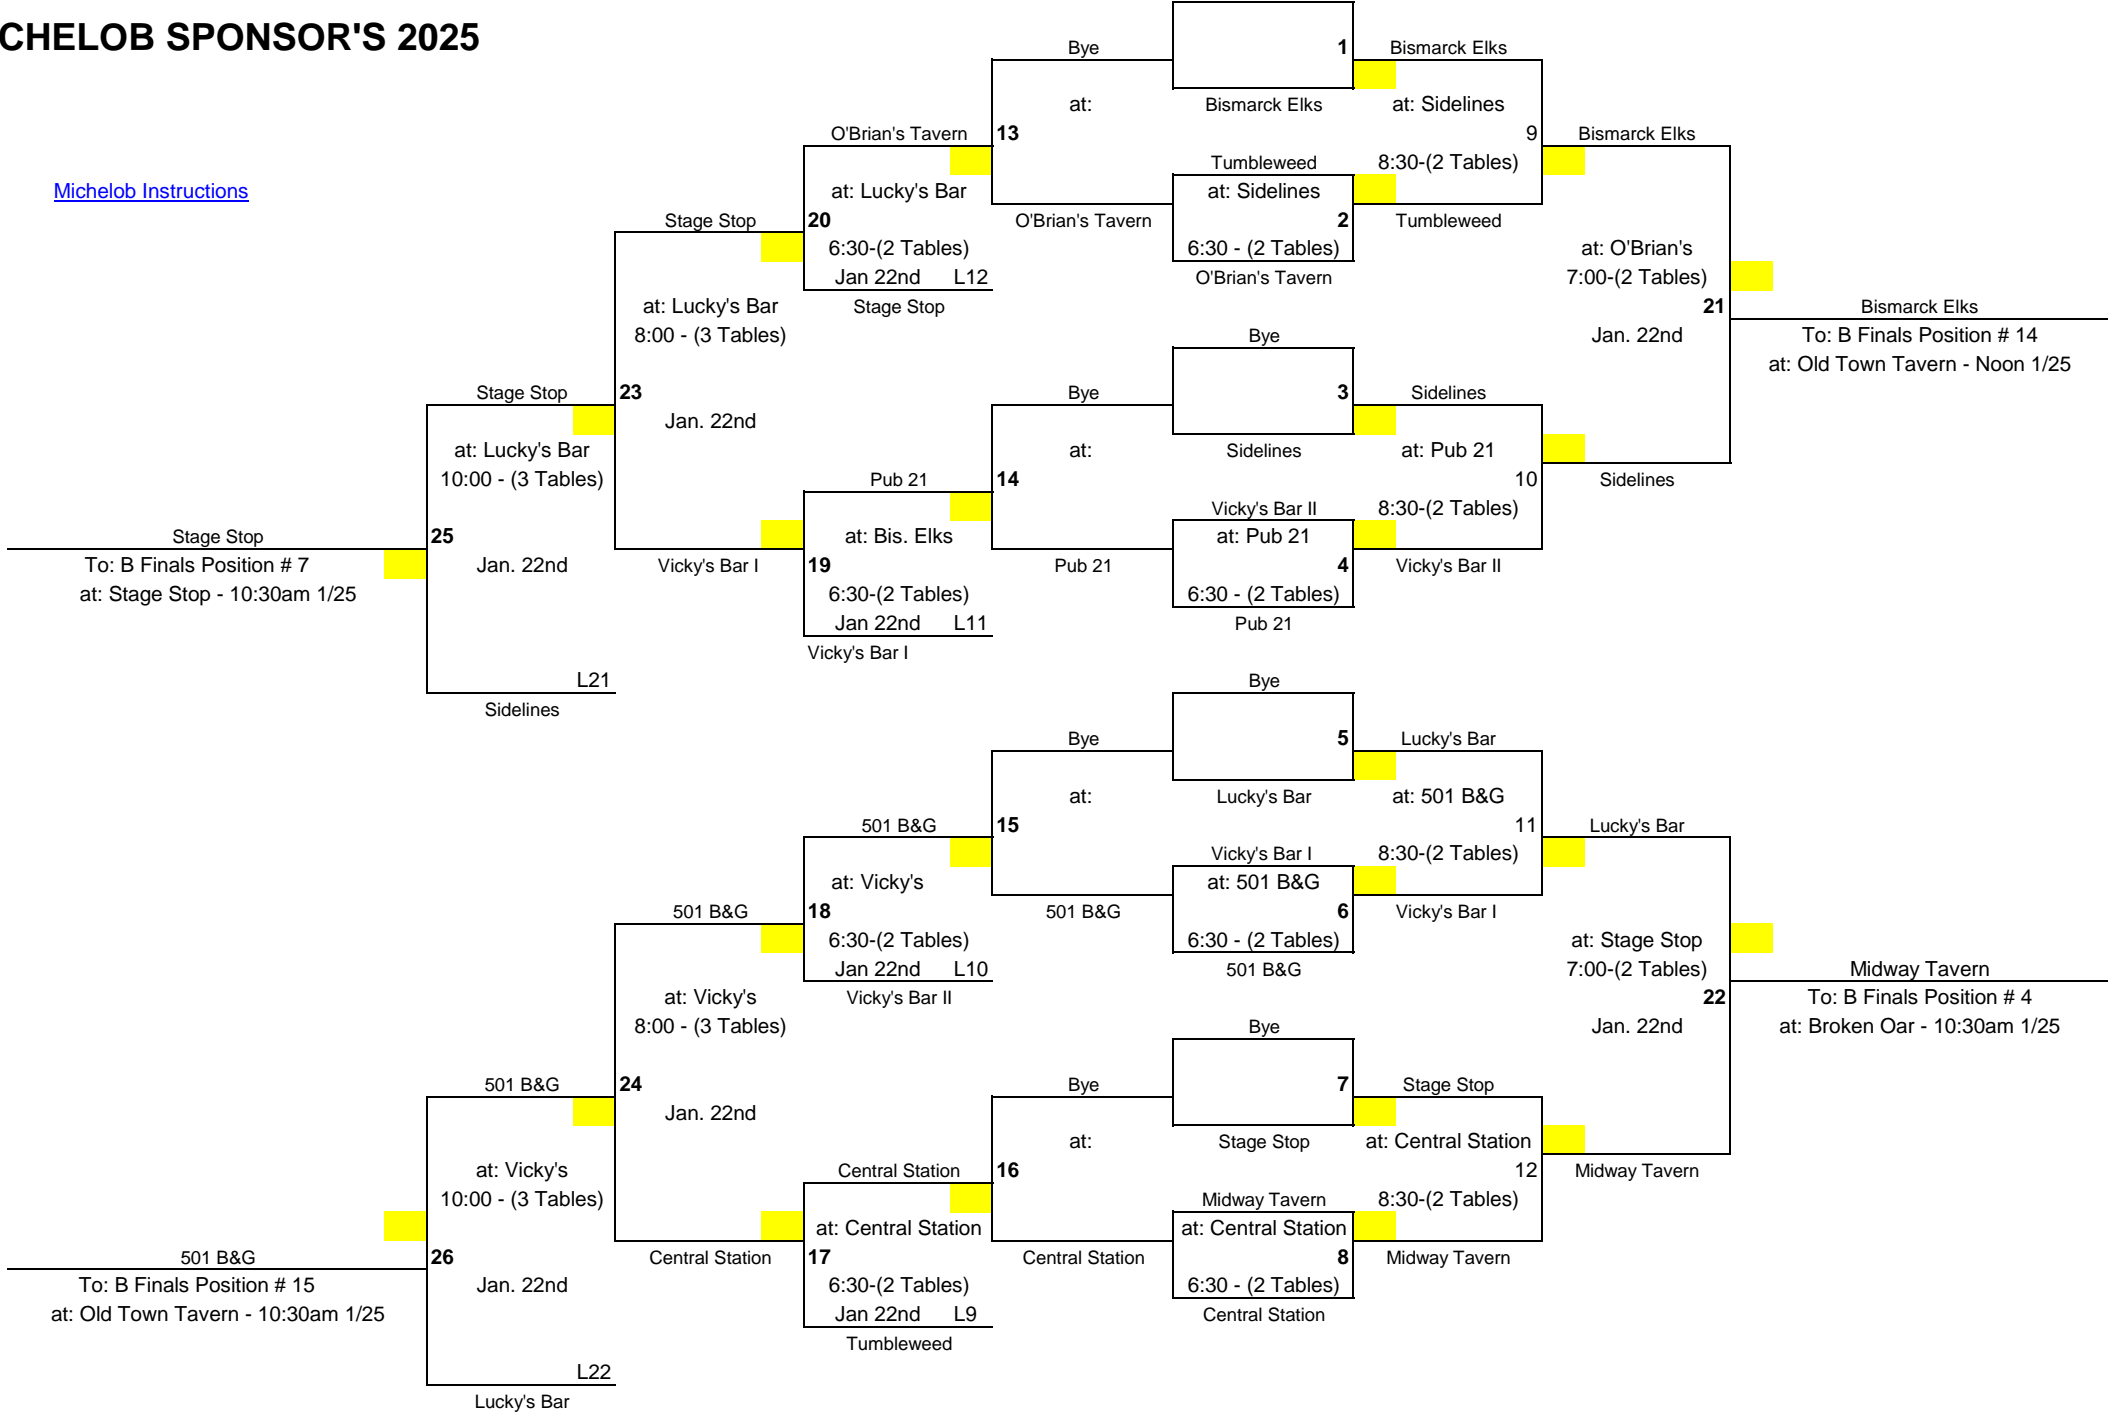 CHELOB SPONSOR'S 2025
Bye
1
Bismarck Elks
at:
Bismarck Elks
at: Sidelines
O'Brian's Tavern
13
9
Bismarck Elks
Tumbleweed
8:30-(2 Tables)
Michelob Instructions
at: Lucky's Bar
at: Sidelines
Stage Stop
20
O'Brian's Tavern
2
Tumbleweed
6:30-(2 Tables)
6:30 - (2 Tables)
at: O'Brian's
Jan 22nd
L12
O'Brian's Tavern
7:00-(2 Tables)
at: Lucky's Bar
Stage Stop
21
Bismarck Elks
8:00 - (3 Tables)
Bye
Jan. 22nd
To: B Finals Position # 14
at: Old Town Tavern - Noon 1/25
Stage Stop
23
Bye
3
Sidelines
Jan. 22nd
at: Lucky's Bar
at:
Sidelines
at: Pub 21
10:00 - (3 Tables)
Pub 21
14
10
Sidelines
Vicky's Bar II
8:30-(2 Tables)
Stage Stop
25
at: Bis. Elks
at: Pub 21
To: B Finals Position # 7
Jan. 22nd
Vicky's Bar I
19
Pub 21
4
Vicky's Bar II
at: Stage Stop - 10:30am 1/25
6:30-(2 Tables)
6:30 - (2 Tables)
Jan 22nd
L11
Pub 21
Vicky's Bar I
L21
Bye
Sidelines
Bye
5
Lucky's Bar
at:
Lucky's Bar
at: 501 B&G
501 B&G
15
11
Lucky's Bar
Vicky's Bar I
8:30-(2 Tables)
at: Vicky's
at: 501 B&G
501 B&G
18
501 B&G
6
Vicky's Bar I
6:30-(2 Tables)
6:30 - (2 Tables)
at: Stage Stop
Jan 22nd
L10
501 B&G
7:00-(2 Tables)
Midway Tavern
at: Vicky's
Vicky's Bar II
22
To: B Finals Position # 4
8:00 - (3 Tables)
Bye
Jan. 22nd
at: Broken Oar - 10:30am 1/25
501 B&G
24
Bye
7
Stage Stop
Jan. 22nd
at:
Stage Stop
at: Central Station
at: Vicky's
Central Station
16
12
Midway Tavern
10:00 - (3 Tables)
Midway Tavern
8:30-(2 Tables)
at: Central Station
at: Central Station
501 B&G
26
Central Station
17
Central Station
8
Midway Tavern
To: B Finals Position # 15
Jan. 22nd
6:30-(2 Tables)
6:30 - (2 Tables)
at: Old Town Tavern - 10:30am 1/25
Jan 22nd
L9
Central Station
Tumbleweed
L22
Lucky's Bar